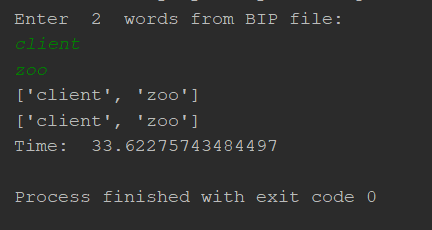 Enter  2  words from BIP file:
client
zoo
['client', 'zoo']
['client', 'zoo']
Time:  33.62275743484497
Process finished with exit code 0